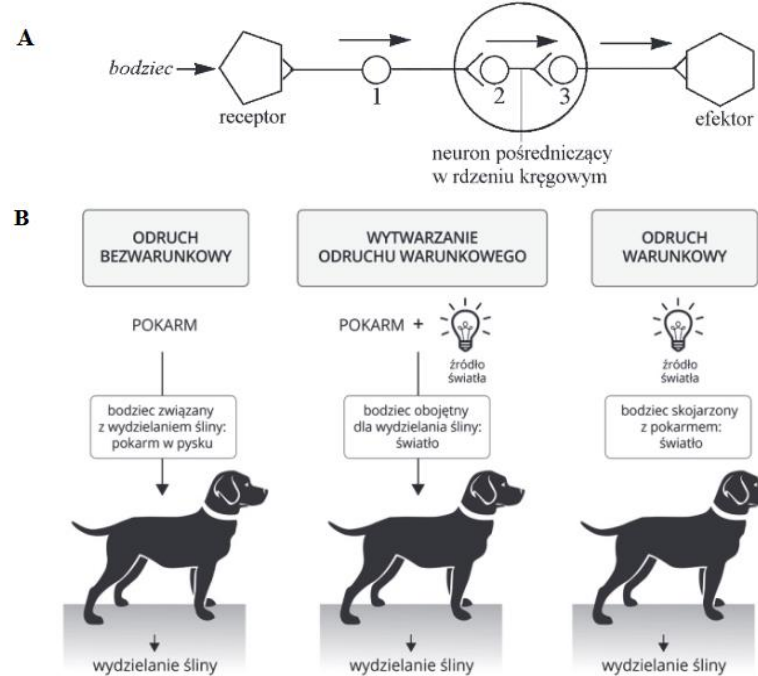 A
bodziec
receptor
1
2
3
efektor
neuron pośredniczący
w rdzeniu kręgowym
B
ODRUCH
BEZWARUNKOWY
WYTWARZANIE
ODRUCHU WARUNKOWEGO
ODRUCH
WARUNKOWY
POKARM
POKARM +
źródło
światła
źródło
światła
bodziec związany
z wydzielaniem śliny:
pokarm w pysku
bodziec obojętny
dla wydzielania śliny:
światło
bodziec skojarzony
z pokarmem:
światło
wydzielanie śliny
wydzielanie śliny
wydzielanie śliny